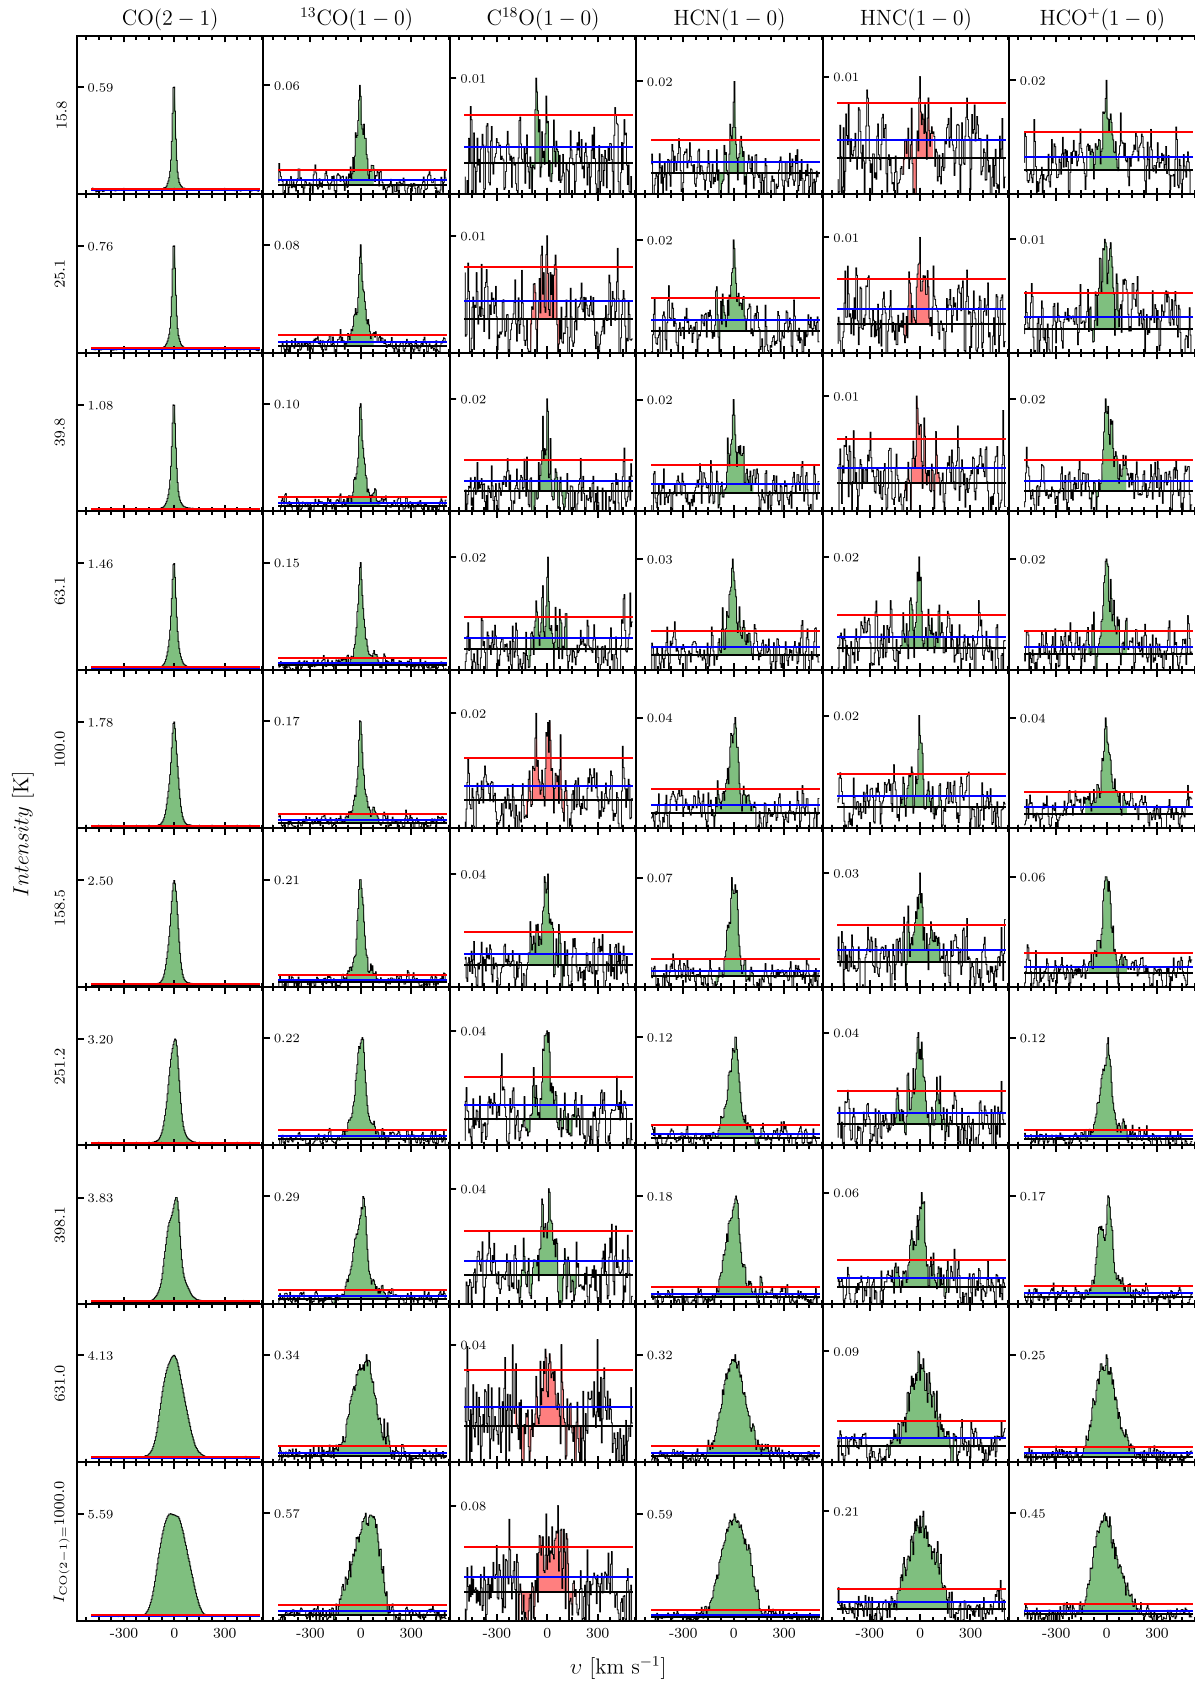 CO(2−1) ¹³CO(1−0) C¹⁸O(1−0) HCN(1−0) HNC(1−0) HCO⁺(1−0)
15.8 0.59 0.06 0.01 0.02 0.01 0.02
25.1 0.76 0.08 0.01 0.02 0.01 0.01
39.8 1.08 0.10 0.02 0.02 0.01 0.02
63.1 1.46 0.15 0.02 0.03 0.02 0.02
100.0 1.78 0.17 0.02 0.04 0.02 0.04
Intensity [K]
158.5 2.50 0.21 0.04 0.07 0.03 0.06
251.2 3.20 0.22 0.04 0.12 0.04 0.12
398.1 3.83 0.29 0.04 0.18 0.06 0.17
631.0 4.13 0.34 0.04 0.32 0.09 0.25
I_CO(2−1)=1000.0 5.59 0.57 0.08 0.59 0.21 0.45
-300 0 300 -300 0 300 -300 0 300 -300 0 300 -300 0 300 -300 0 300
υ [km s⁻¹]